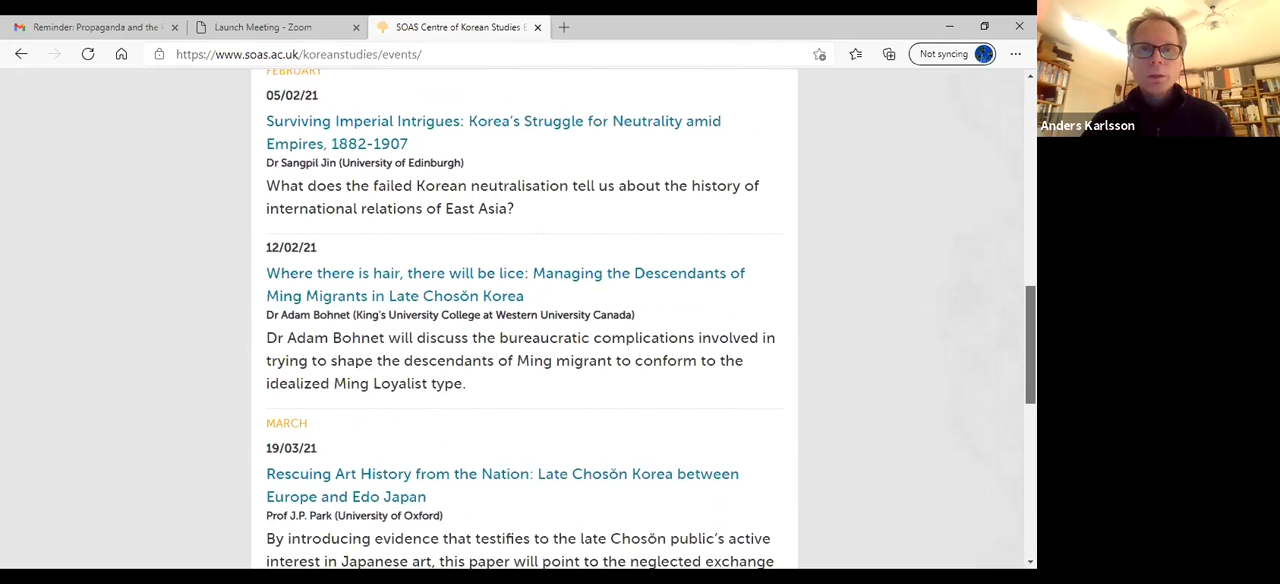 Reminder: Propaganda and the
Launch Meeting - Zoom
SOAS Centre of Korean Studies E
https://www.soas.ac.uk/koreanstudies/events/
Not syncing
Anders Karlsson
FEBRUARY
05/02/21
Surviving Imperial Intrigues: Korea's Struggle for Neutrality amid
Empires, 1882-1907
Dr Sangpil Jin (University of Edinburgh)
What does the failed Korean neutralisation tell us about the history of
international relations of East Asia?
12/02/21
Where there is hair, there will be lice: Managing the Descendants of
Ming Migrants in Late Chosŏn Korea
Dr Adam Bohnet (King's University College at Western University Canada)
Dr Adam Bohnet will discuss the bureaucratic complications involved in
trying to shape the descendants of Ming migrant to conform to the
idealized Ming Loyalist type.
MARCH
19/03/21
Rescuing Art History from the Nation: Late Chosŏn Korea between
Europe and Edo Japan
Prof J.P. Park (University of Oxford)
By introducing evidence that testifies to the late Chosŏn public's active
interest in Japanese art, this paper will point to the neglected exchange